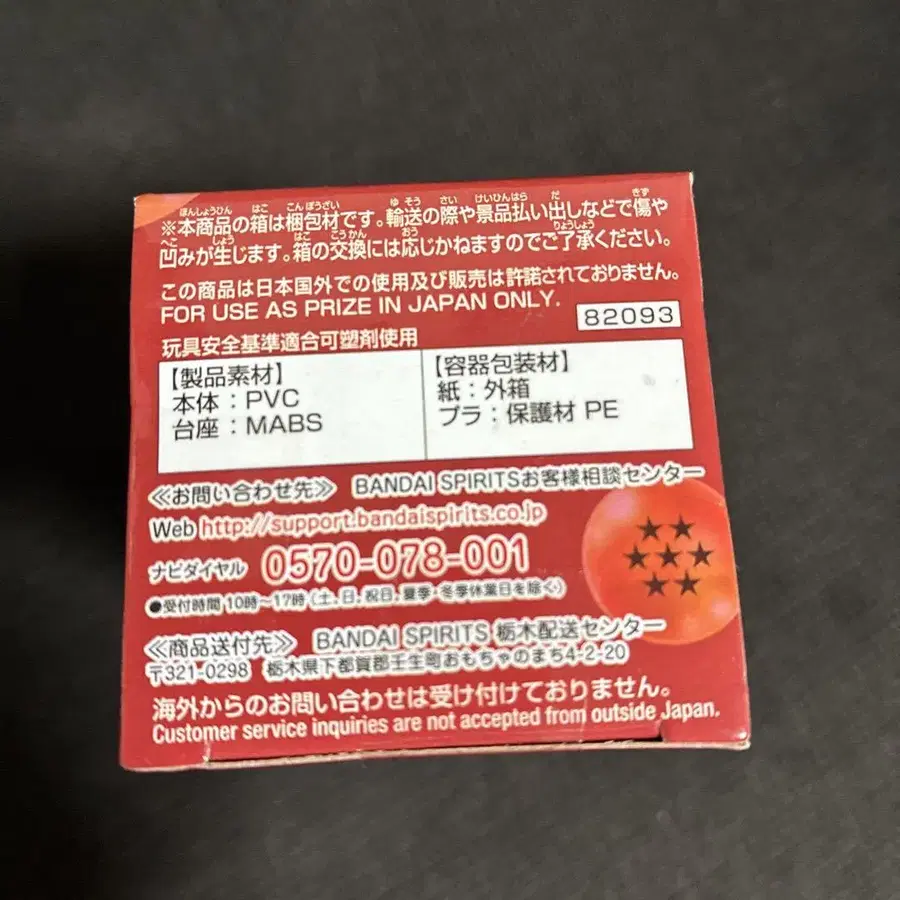 ※本商品の箱は梱包材です。輸送の際や景品払い出しなどで傷や
凹みが生じます。箱の交換には応じかねますのでご了承ください。
この商品は日本国外での使用及び販売は許諾されておりません。
FOR USE AS PRIZE IN JAPAN ONLY.
82093
玩具安全基準適合可塑剤使用
【製品素材】
本体：PVC
台座：MABS
【容器包装材】
紙：外箱
プラ：保護材 PE
≪お問い合わせ先≫ BANDAI SPIRITSお客様相談センター
Web http://support.bandaispirits.co.jp
ナビダイヤル 0570-078-001
●受付時間 10時～17時（土、日、祝日、夏季・冬季休業日を除く）
≪商品送付先≫ BANDAI SPIRITS 栃木配送センター
〒321-0298 栃木県下都賀郡壬生町おもちゃのまち4-2-20
海外からのお問い合わせは受け付けておりません。
Customer service inquiries are not accepted from outside Japan.